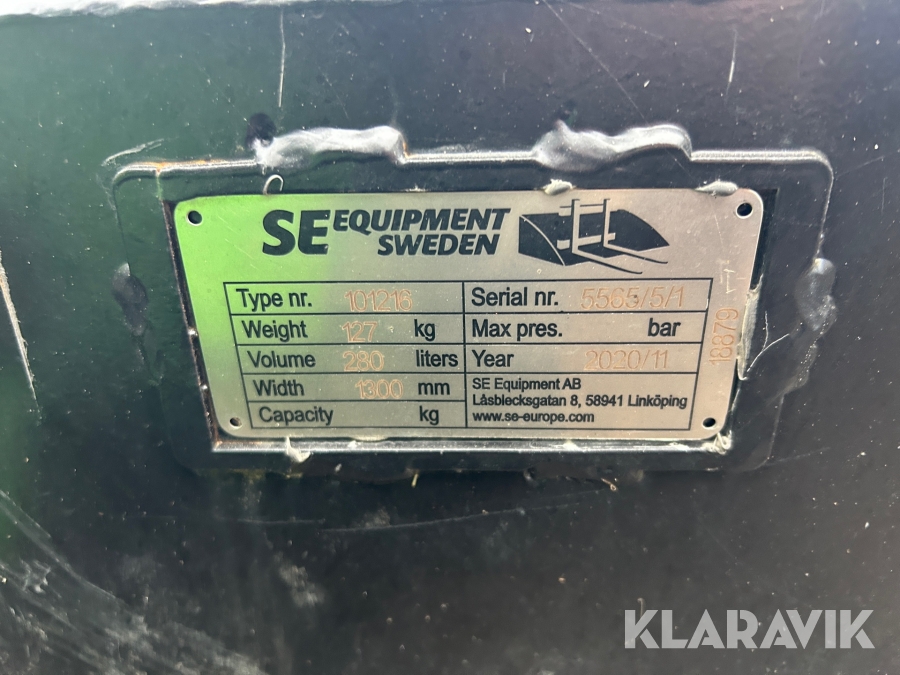 SE EQUIPMENT
SWEDEN
Type nr. 101216
Serial nr. 5565/5/1
Weight 127 kg
Max pres. bar
Volume 280 liters
Year 2020/11
Width 1300 mm
SE Equipment AB
Låsblecksgatan 8, 58941 Linköping
www.se-europe.com
Capacity kg
18879
KLARAVIK